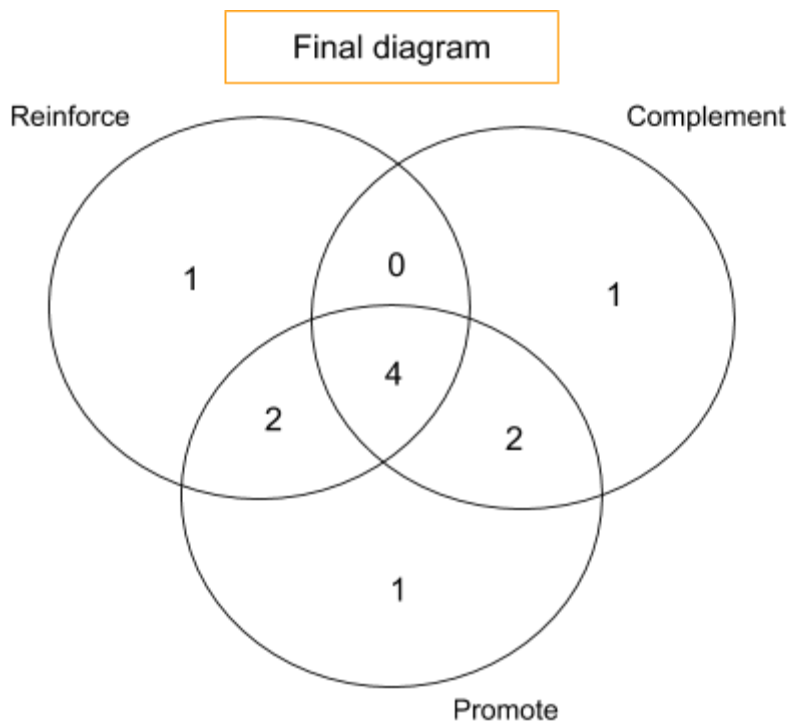 Final diagram
Reinforce
Complement
0
1
1
4
2
2
1
Promote